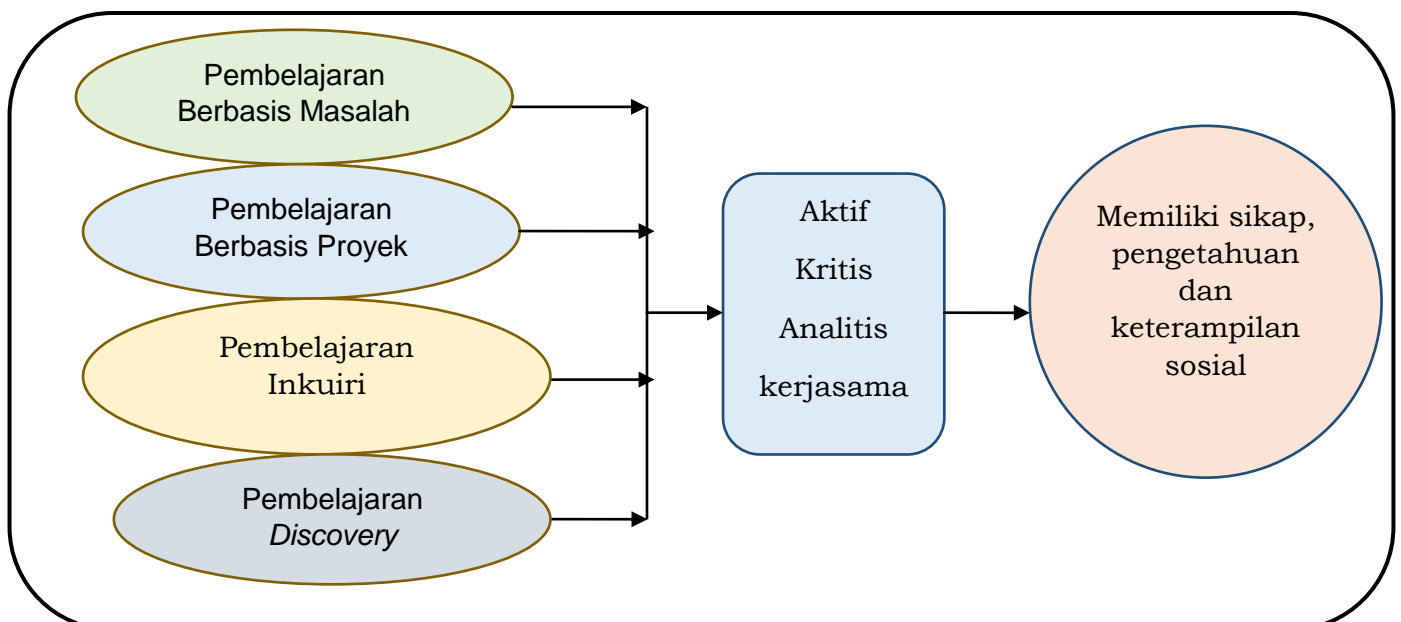 Pembelajaran
Berbasis Masalah
Pembelajaran
Berbasis Proyek
Pembelajaran
Inkuiri
Pembelajaran
Discovery
Aktif
Kritis
Analitis
kerjasama
Memiliki sikap,
pengetahuan
dan
keterampilan
sosial